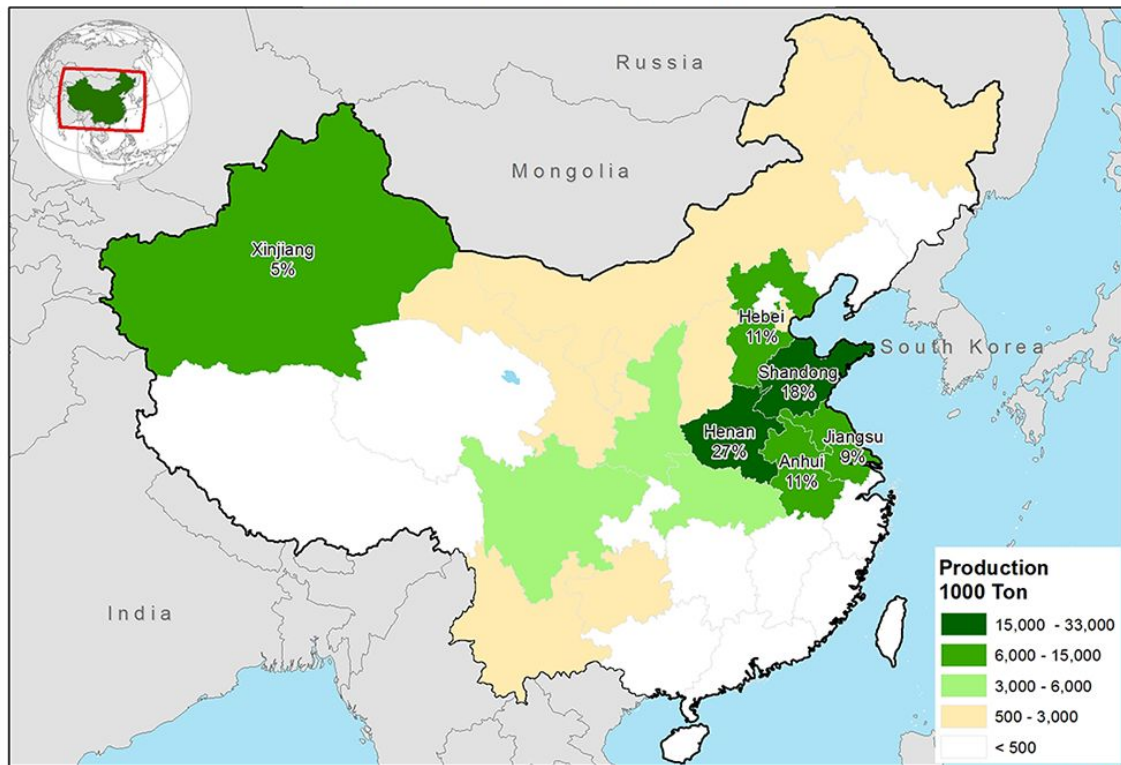 Russia
Mongolia
Xinjiang
5%
Hebei
11%
Shandong
18%
South Korea
Henan
27%
Jiangsu
9%
Anhui
11%
India
Production
1000 Ton
15,000 - 33,000
6,000 - 15,000
3,000 - 6,000
500 - 3,000
< 500